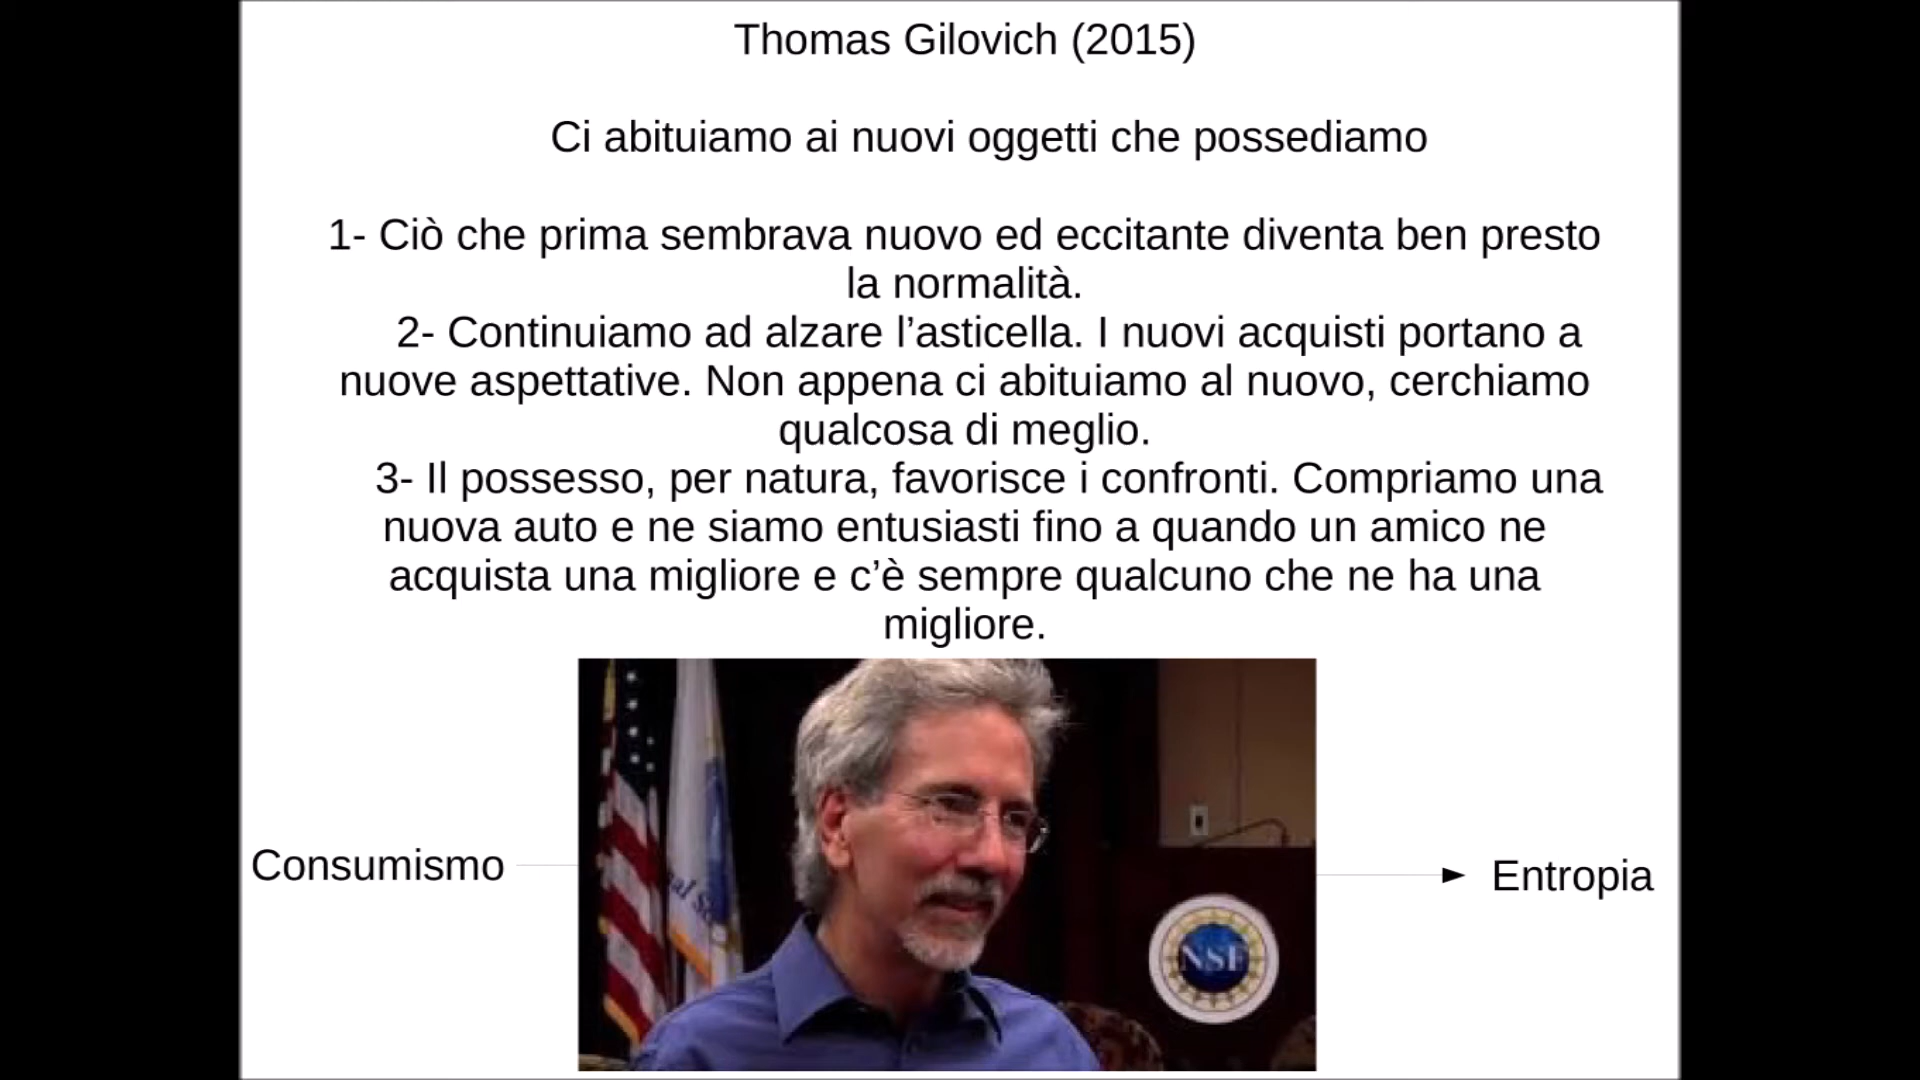 Thomas Gilovich (2015)
Ci abituiamo ai nuovi oggetti che possediamo
1- Ciò che prima sembrava nuovo ed eccitante diventa ben presto
la normalità.
2- Continuiamo ad alzare l’asticella. I nuovi acquisti portano a
nuove aspettative. Non appena ci abituiamo al nuovo, cerchiamo
qualcosa di meglio.
3- Il possesso, per natura, favorisce i confronti. Compriamo una
nuova auto e ne siamo entusiasti fino a quando un amico ne
acquista una migliore e c’è sempre qualcuno che ne ha una
migliore.
Consumismo
Entropia
NSF